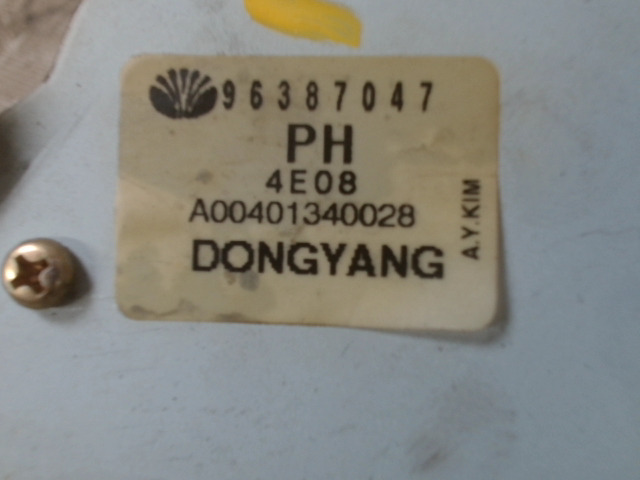 96387047
PH
4E08
A00401340028
DONGYANG
A.Y.KIM